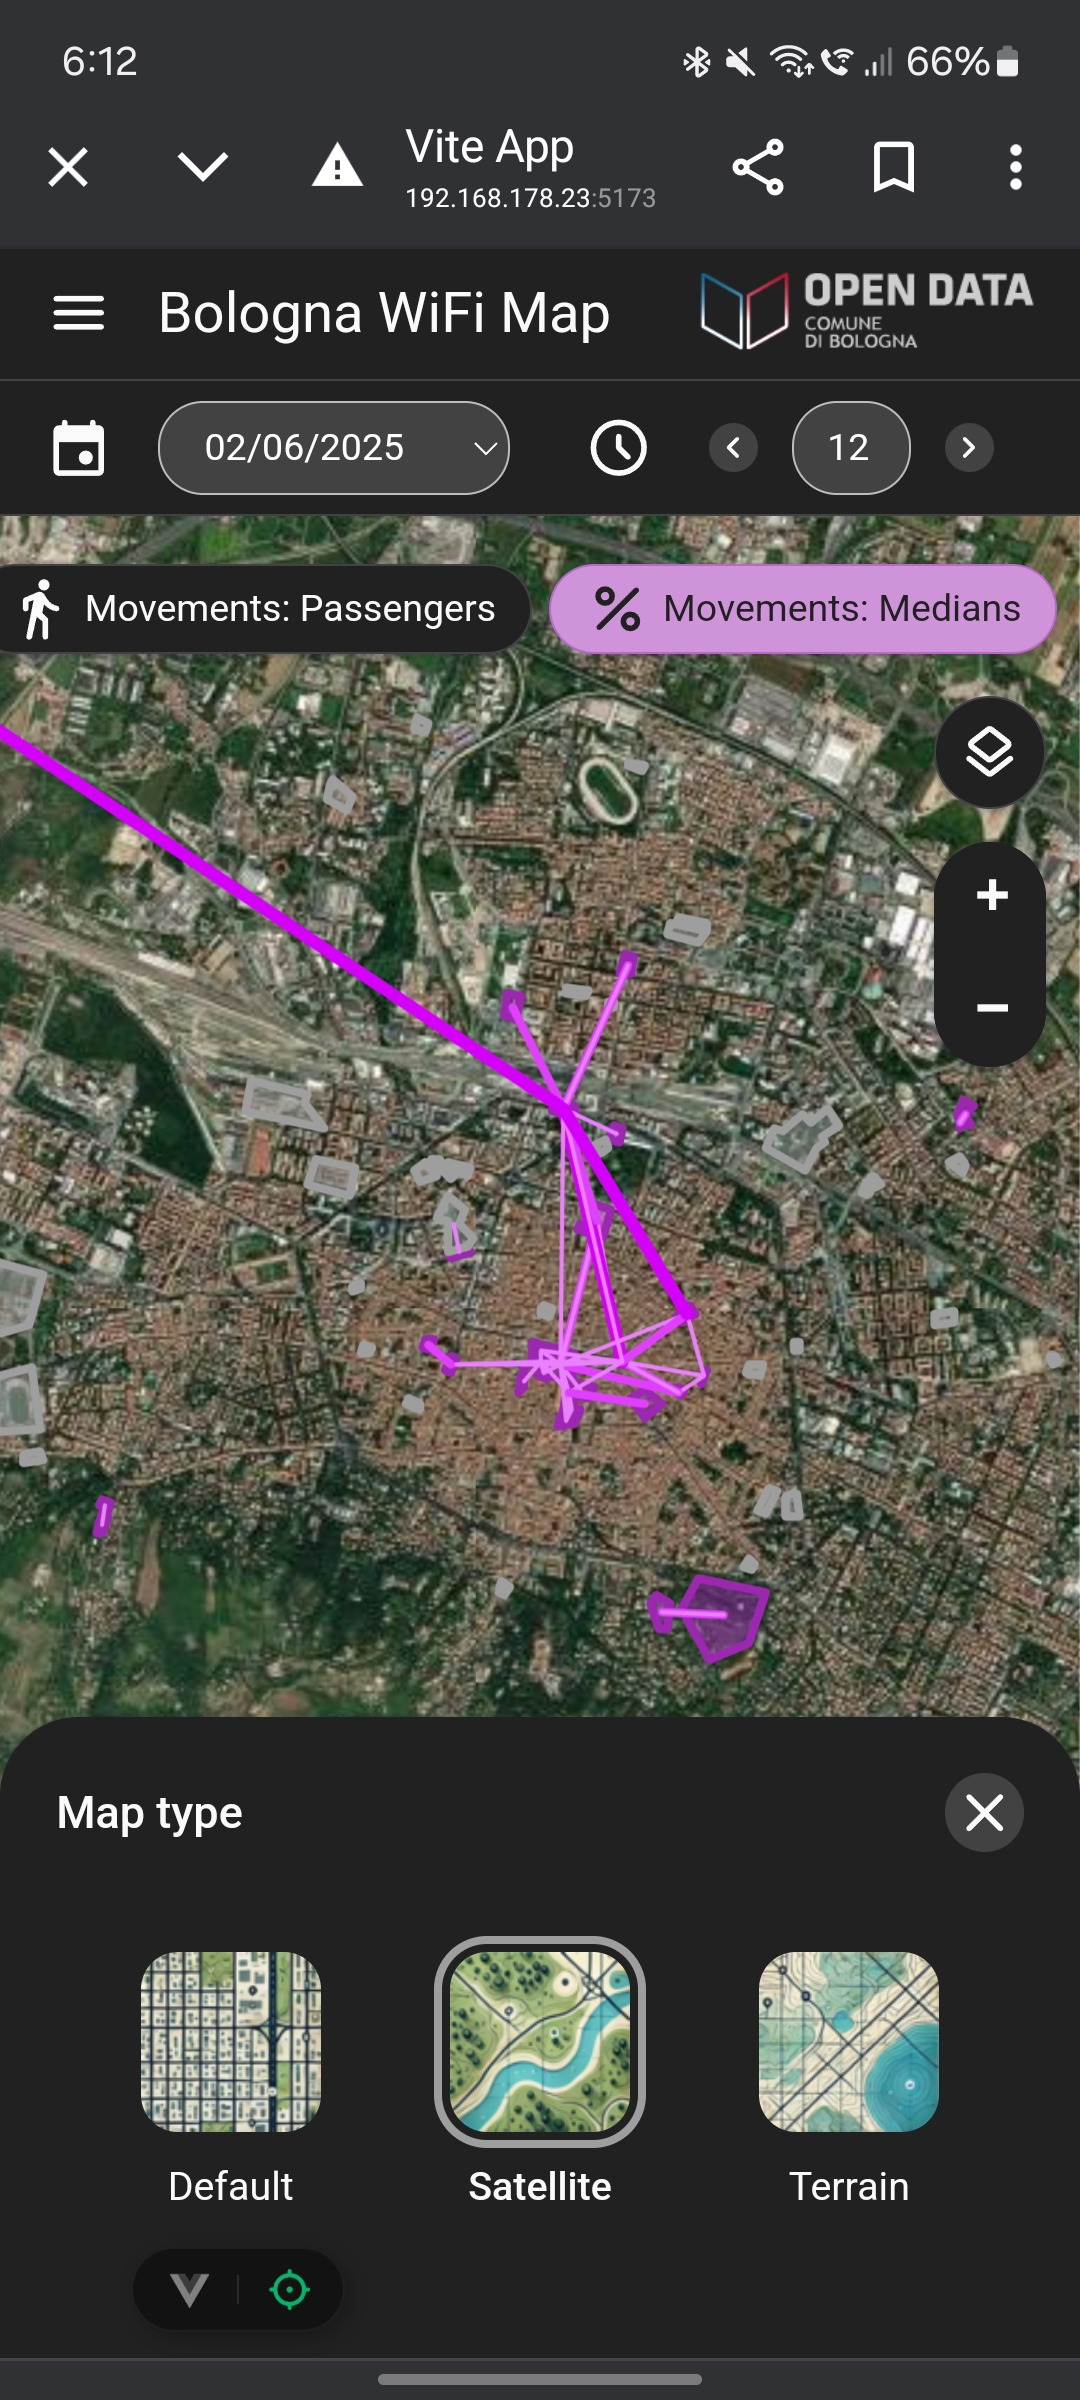 6:12
66%
Vite App
192.168.178.23:5173
Bologna WiFi Map
OPEN DATA
COMUNE
DI BOLOGNA
02/06/2025
12
Movements: Passengers
Movements: Medians
+
−
Map type
Default
Satellite
Terrain